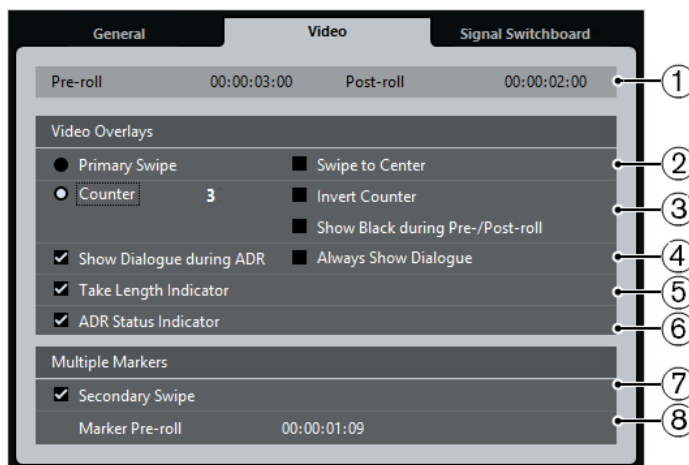 General Video Signal Switchboard
Pre-roll 00:00:03:00 Post-roll 00:00:02:00 1
Video Overlays
Primary Swipe Swipe to Center 2
Counter 3 Invert Counter
3
Show Black during Pre-/Post-roll
Show Dialogue during ADR Always Show Dialogue 4
Take Length Indicator 5
ADR Status Indicator 6
Multiple Markers
7
Secondary Swipe
Marker Pre-roll 00:00:01:09 8